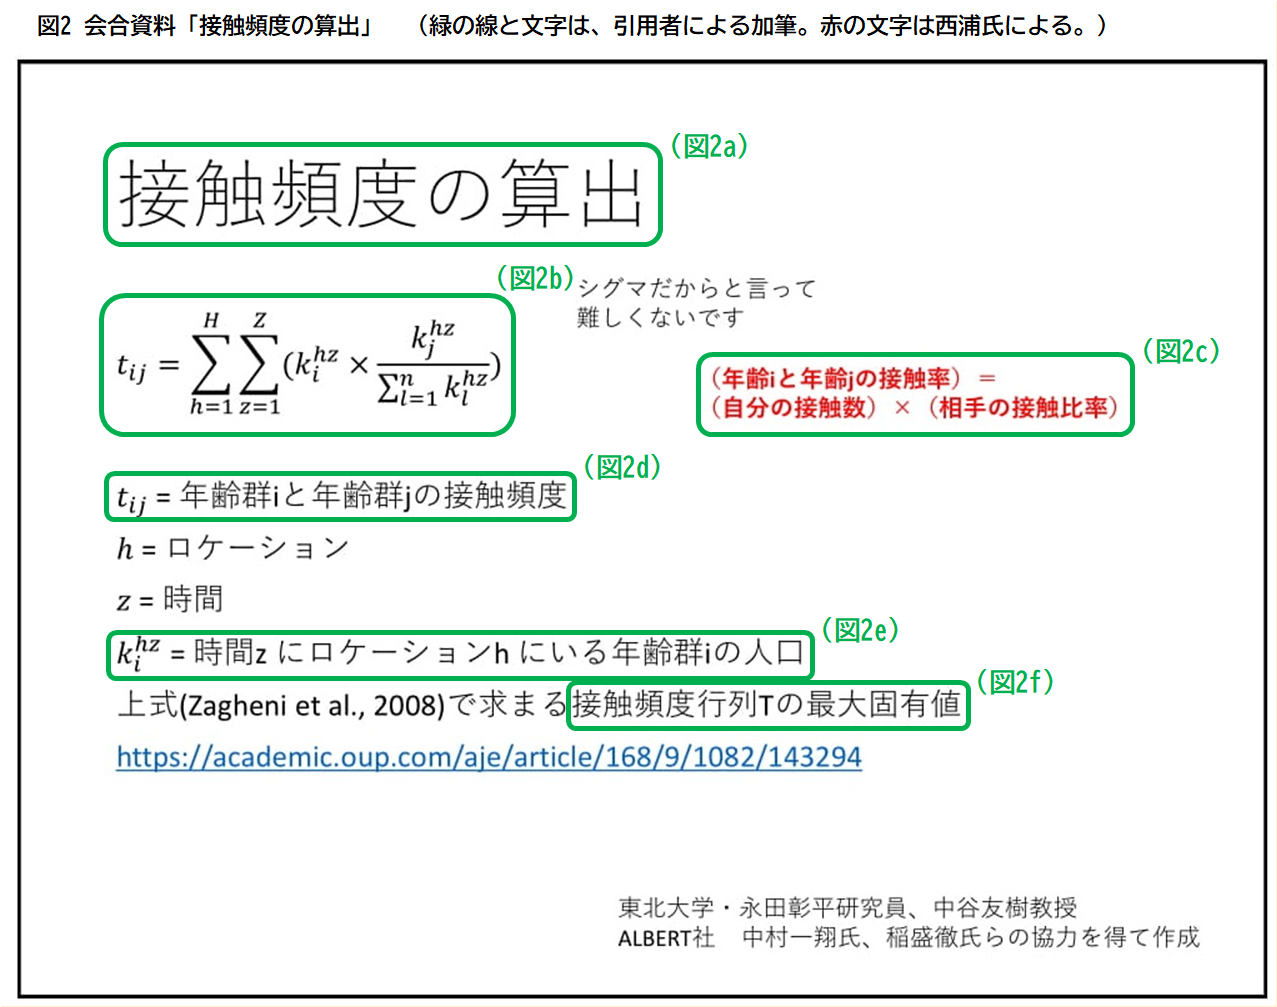 図2 会合資料「接触頻度の算出」 （緑の線と文字は、引用者による加筆。赤の文字は西浦氏による。）
接触頻度の算出
（図2a）
（図2b）
シグマだからと言って
難しくないです
t_{ij} = \sum_{h=1}^{H} \sum_{z=1}^{Z} (k_i^{hz} × \frac{k_j^{hz}}{\sum_{l=1}^{n} k_l^{hz}})
（図2c）
（年齢iと年齢jの接触率）＝
（自分の接触数）×（相手の接触比率）
（図2d）
t_{ij} = 年齢群iと年齢群jの接触頻度
h = ロケーション
z = 時間
（図2e）
k_i^{hz} = 時間z にロケーションh にいる年齢群iの人口
（図2f）
上式(Zagheni et al., 2008)で求まる接触頻度行列Tの最大固有値
https://academic.oup.com/aje/article/168/9/1082/143294
東北大学・永田彰平研究員、中谷友樹教授
ALBERT社 中村一翔氏、稲盛徹氏らの協力を得て作成